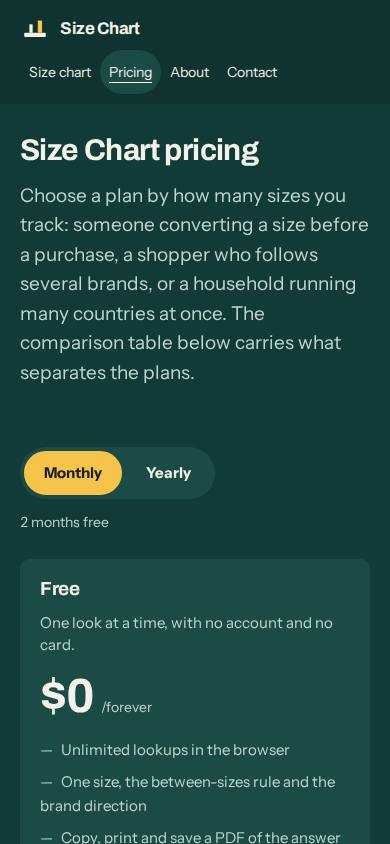 Size Chart
Size chart Pricing About Contact
Size Chart pricing
Choose a plan by how many sizes you
track: someone converting a size before
a purchase, a shopper who follows
several brands, or a household running
many countries at once. The
comparison table below carries what
separates the plans.
Monthly Yearly
2 months free
Free
One look at a time, with no account and no
card.
$0 /forever
— Unlimited lookups in the browser
— One size, the between-sizes rule and the
brand direction
— Copy, print and save a PDF of the answer